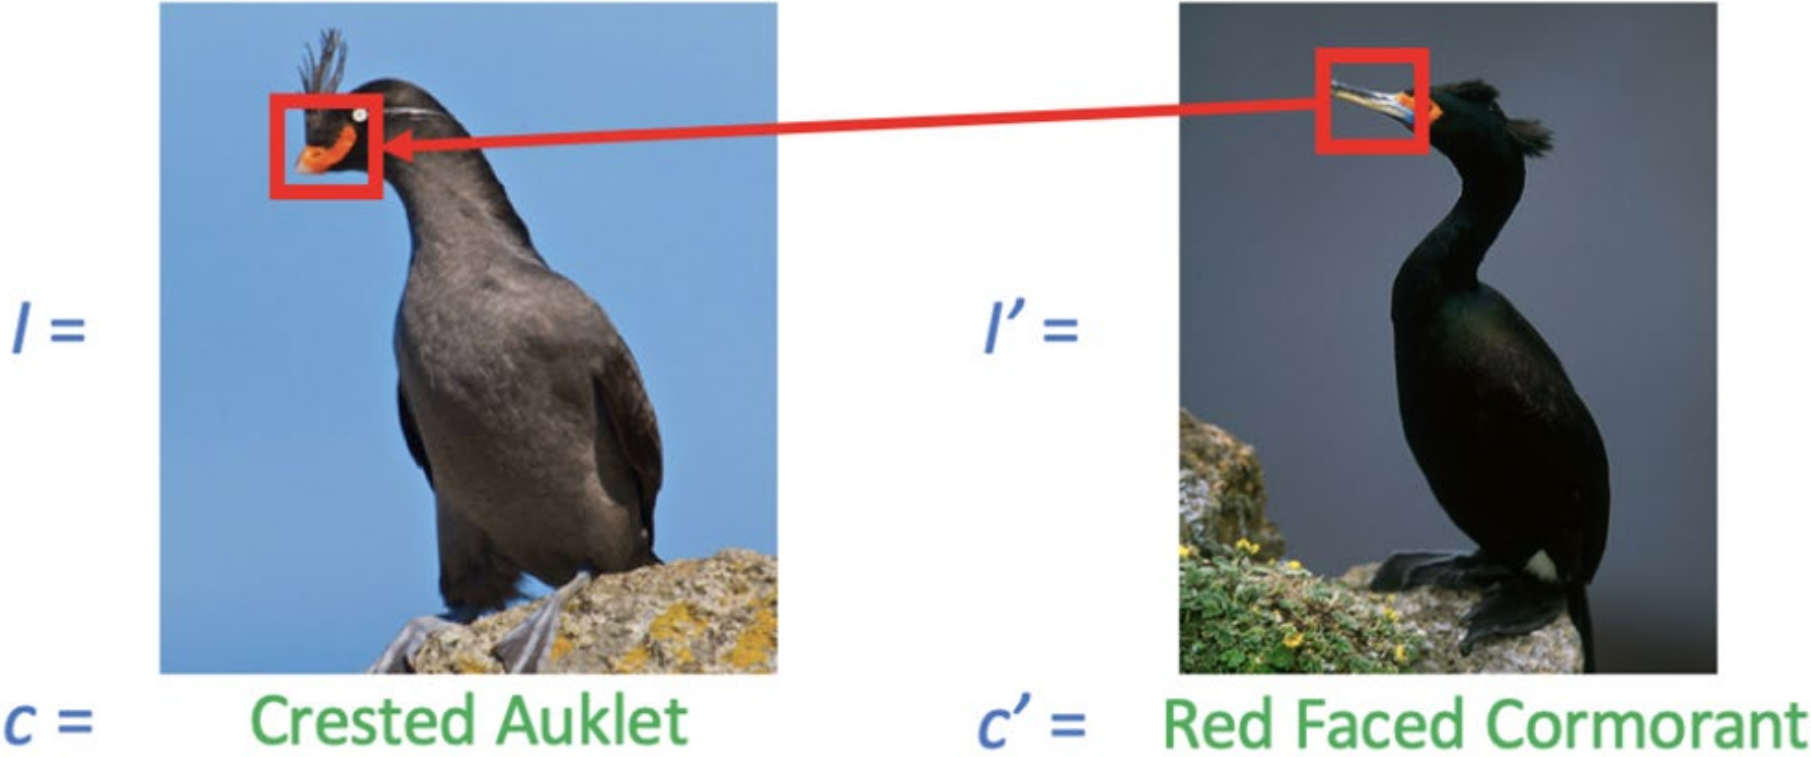 I =
I′ =
c = Crested Auklet
c′ = Red Faced Cormorant